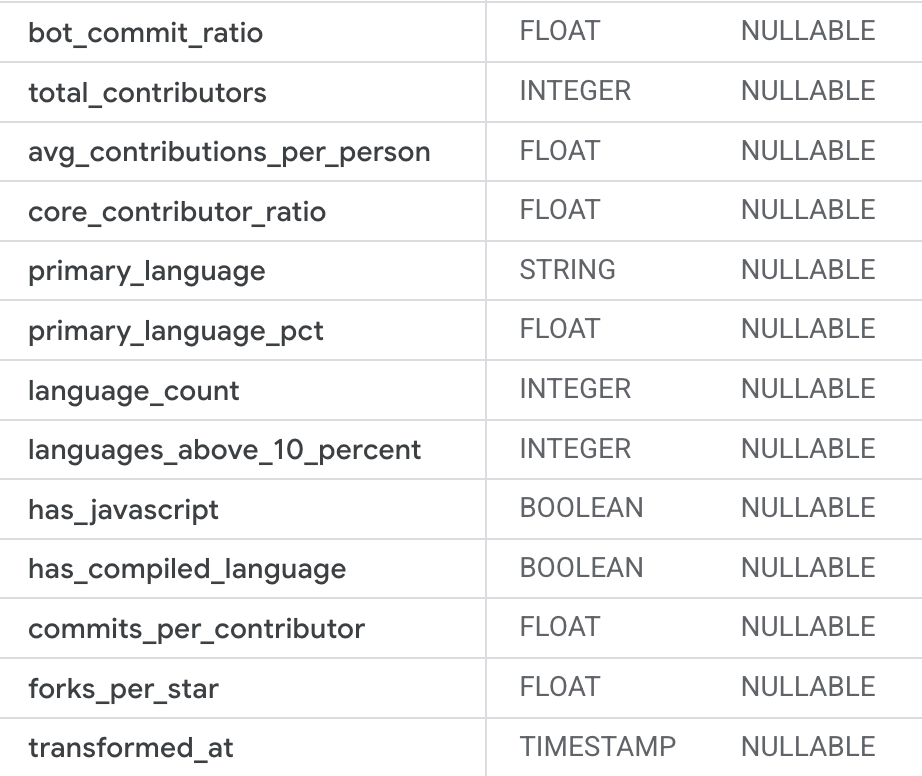 bot_commit_ratio FLOAT NULLABLE
total_contributors INTEGER NULLABLE
avg_contributions_per_person FLOAT NULLABLE
core_contributor_ratio FLOAT NULLABLE
primary_language STRING NULLABLE
primary_language_pct FLOAT NULLABLE
language_count INTEGER NULLABLE
languages_above_10_percent INTEGER NULLABLE
has_javascript BOOLEAN NULLABLE
has_compiled_language BOOLEAN NULLABLE
commits_per_contributor FLOAT NULLABLE
forks_per_star FLOAT NULLABLE
transformed_at TIMESTAMP NULLABLE